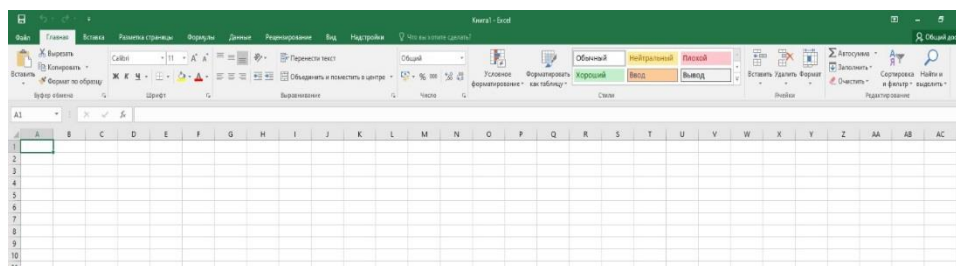 Книга1 - Excel
Файл Главная Вставка Разметка страницы Формулы Данные Рецензирование Вид Надстройки Что вы хотите сделать? Общий дос
Вставить
Вырезать
Копировать
Формат по образцу
Буфер обмена
Calibri 11
Ж К Ч
Шрифт
Перенести текст
Объединить и поместить в центре
Выравнивание
Общий
% 000
Число
Условное форматирование
Форматировать как таблицу
Обычный Нейтральный Плохой
Хороший Ввод Вывод
Стили
Вставить Удалить Формат
Ячейки
Автосумма
Заполнить
Очистить
Сортировка и фильтр
Найти и выделить
Редактирование
A1 fx
A B C D E F G H I J K L M N O P Q R S T U V W X Y Z AA AB AC
1
2
3
4
5
6
7
8
9
10